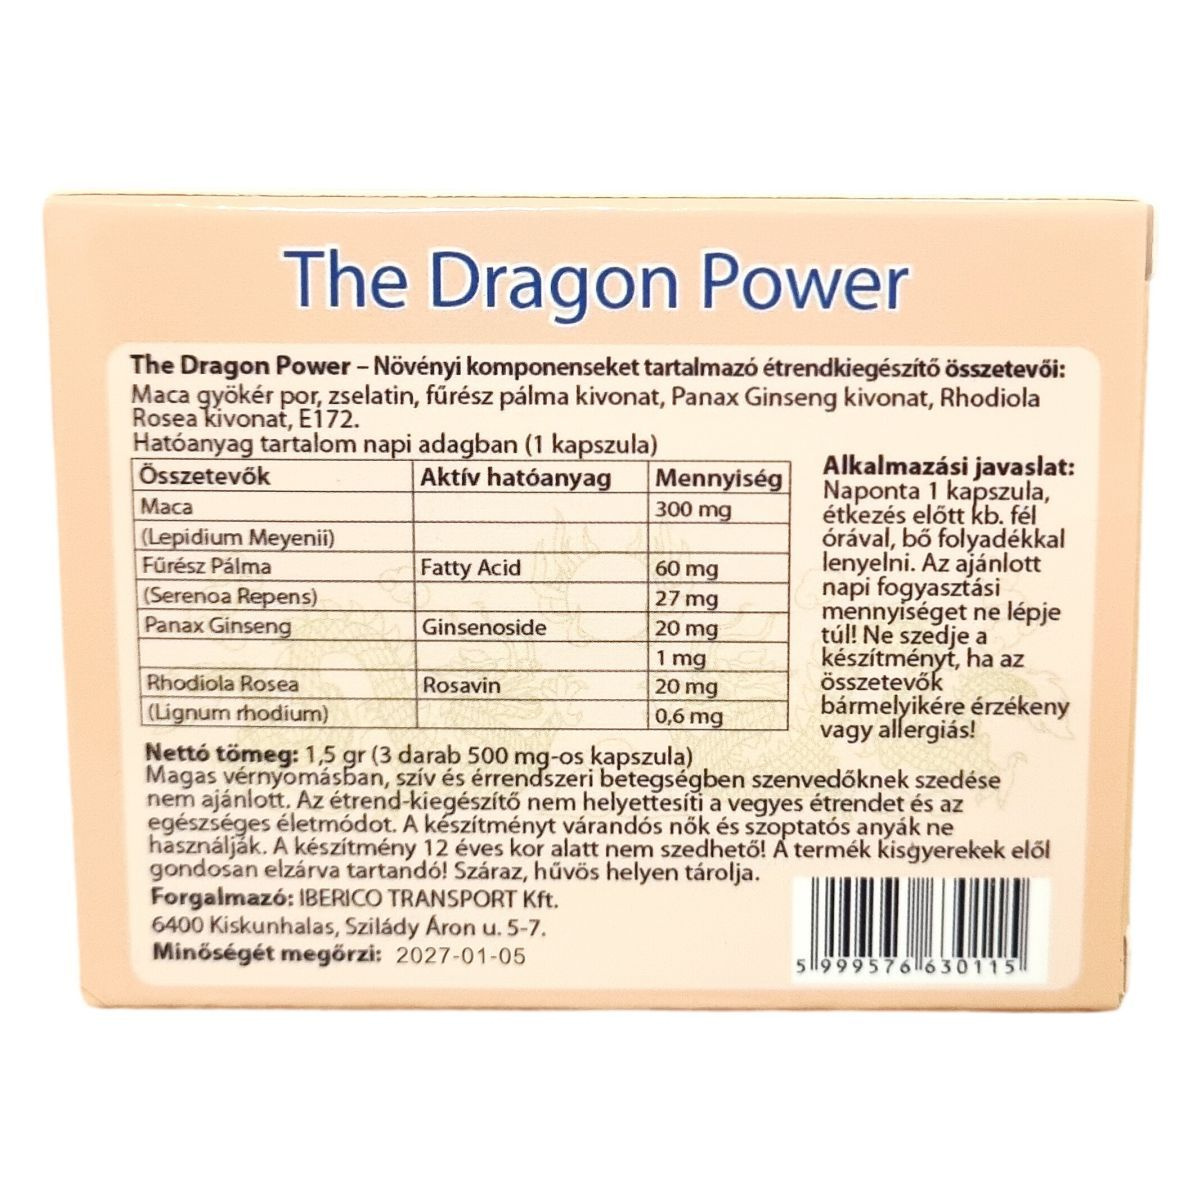 The Dragon Power
The Dragon Power – Növényi komponenseket tartalmazó étrendkiegészítő összetevői:
Maca gyökér por, zselatin, fűrész pálma kivonat, Panax Ginseng kivonat, Rhodiola
Rosea kivonat, E172.
Hatóanyag tartalom napi adagban (1 kapszula)
Összetevők Aktív hatóanyag Mennyiség
Maca 300 mg
(Lepidium Meyenii)
Fűrész Pálma Fatty Acid 60 mg
(Serenoa Repens) 27 mg
Panax Ginseng Ginsenoside 20 mg
1 mg
Rhodiola Rosea Rosavin 20 mg
(Lignum rhodium) 0,6 mg
Alkalmazási javaslat:
Naponta 1 kapszula,
étkezés előtt kb. fél
órával, bő folyadékkal
lenyelni. Az ajánlott
napi fogyasztási
mennyiséget ne lépje
túl! Ne szedje a
készítményt, ha az
összetevők
bármelyikére érzékeny
vagy allergiás!
Nettó tömeg: 1,5 gr (3 darab 500 mg-os kapszula)
Magas vérnyomásban, szív és érrendszeri betegségben szenvedőknek szedése
nem ajánlott. Az étrend-kiegészítő nem helyettesíti a vegyes étrendet és az
egészséges életmódot. A készítményt várandós nők és szoptatós anyák ne
használják. A készítmény 12 éves kor alatt nem szedhető! A termék kisgyerekek elől
gondosan elzárva tartandó! Száraz, hűvös helyen tárolja.
Forgalmazó: IBERICO TRANSPORT Kft.
6400 Kiskunhalas, Szilády Áron u. 5-7.
Minőségét megőrzi: 2027-01-05
5 999576 630115